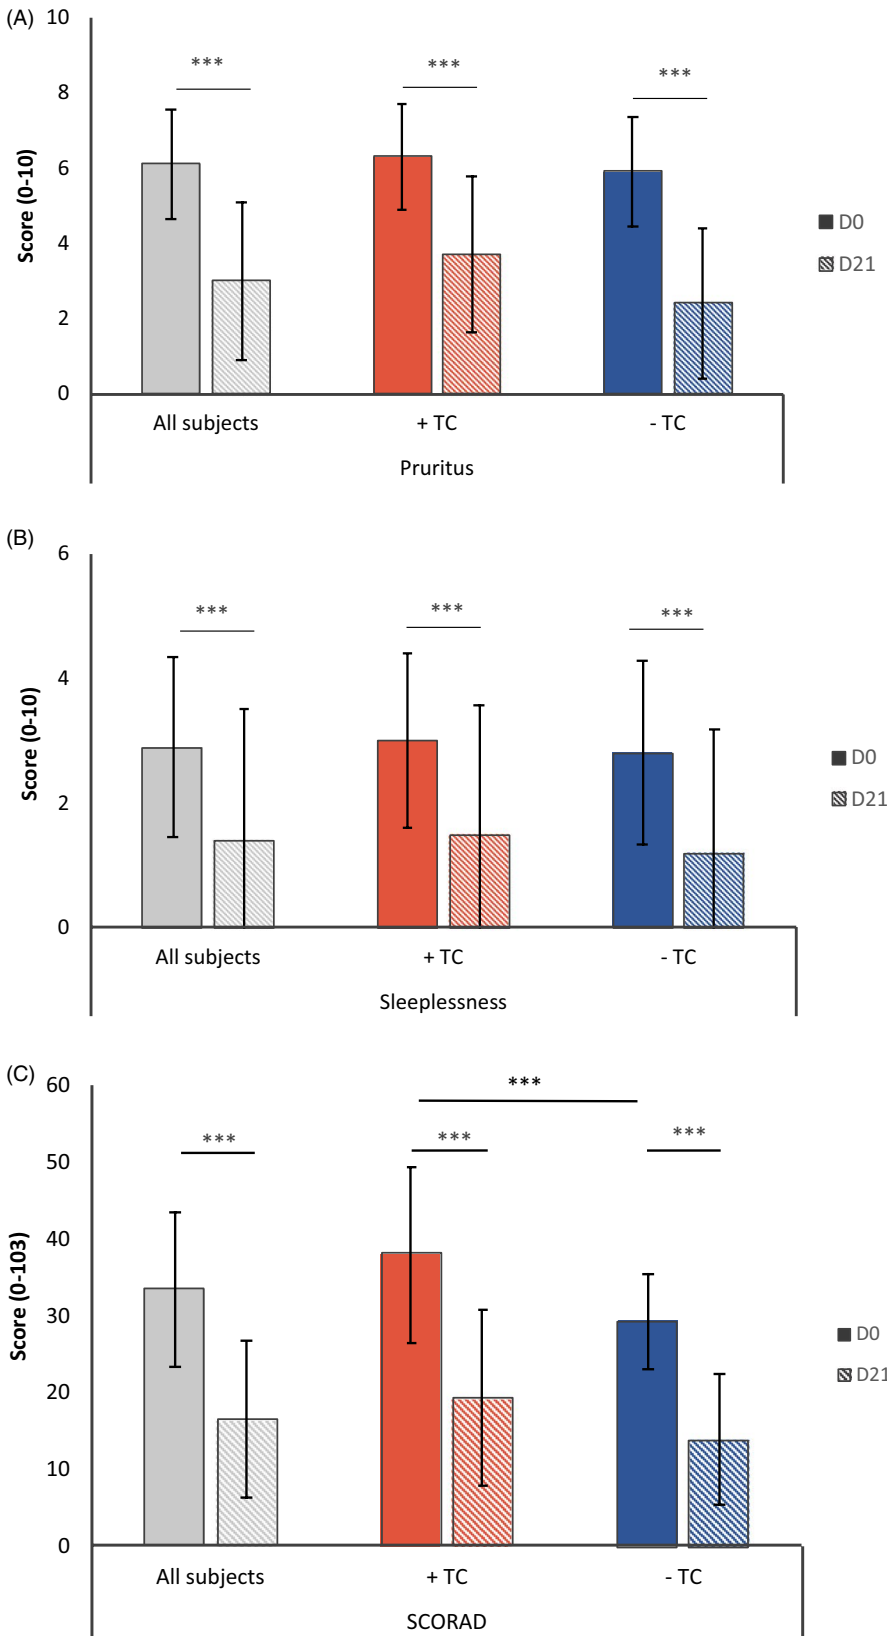 (A)
10
8
6
4
2
0
Score (0-10)
***
***
***
D0
D21
All subjects
+ TC
- TC
Pruritus
(B)
6
4
2
0
Score (0-10)
***
***
***
D0
D21
All subjects
+ TC
- TC
Sleeplessness
(C)
60
50
40
30
20
10
0
Score (0-103)
***
***
***
***
D0
D21
All subjects
+ TC
- TC
SCORAD